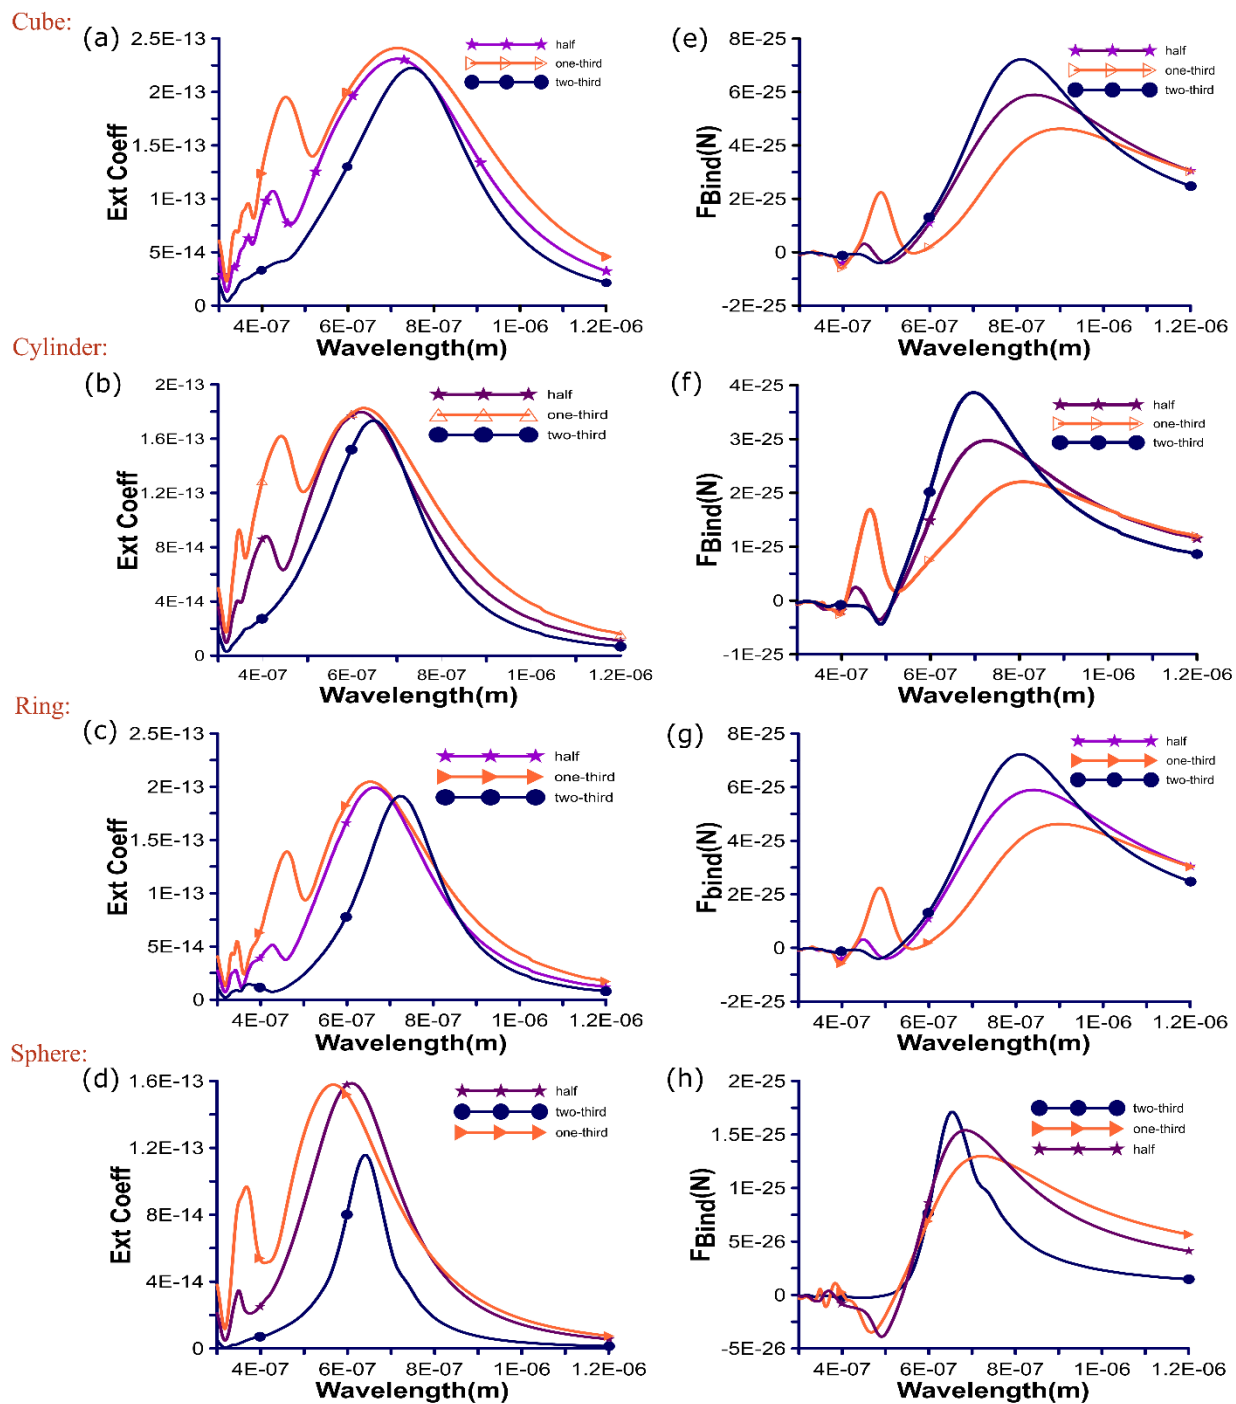 Cube:
(a)
2.5E-13
2E-13
1.5E-13
1E-13
5E-14
0
Ext Coeff
half
one-third
two-third
4E-07 6E-07 8E-07 1E-06 1.2E-06
Wavelength(m)
(e)
8E-25
6E-25
4E-25
2E-25
0
-2E-25
FBind(N)
half
one-third
two-third
4E-07 6E-07 8E-07 1E-06 1.2E-06
Wavelength(m)
Cylinder:
(b)
2E-13
1.6E-13
1.2E-13
8E-14
4E-14
0
Ext Coeff
half
one-third
two-third
4E-07 6E-07 8E-07 1E-06 1.2E-06
Wavelength(m)
(f)
4E-25
3E-25
2E-25
1E-25
0
-1E-25
FBind(N)
half
one-third
two-third
4E-07 6E-07 8E-07 1E-06 1.2E-06
Wavelength(m)
Ring:
(c)
2.5E-13
2E-13
1.5E-13
1E-13
5E-14
0
Ext Coeff
half
one-third
two-third
4E-07 6E-07 8E-07 1E-06 1.2E-06
Wavelength(m)
(g)
8E-25
6E-25
4E-25
2E-25
0
-2E-25
Fbind(N)
half
one-third
two-third
4E-07 6E-07 8E-07 1E-06 1.2E-06
Wavelength(m)
Sphere:
(d)
1.6E-13
1.2E-13
8E-14
4E-14
0
Ext Coeff
half
two-third
one-third
4E-07 6E-07 8E-07 1E-06 1.2E-06
Wavelength(m)
(h)
2E-25
1.5E-25
1E-25
5E-26
0
-5E-26
FBind(N)
two-third
one-third
half
4E-07 6E-07 8E-07 1E-06 1.2E-06
Wavelength(m)